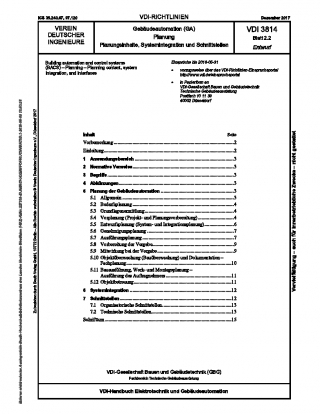 ICS 35.240.67, 97.120
VDI-RICHTLINIEN
Dezember 2017
VEREIN
DEUTSCHER
INGENIEURE
Gebäudeautomation (GA)
Planung
Planungsinhalte, Systemintegration und Schnittstellen
VDI 3814
Blatt 2.2
Entwurf
Building automation and control systems
(BACS) – Planning – Planning content, system
integration, and interfaces
Einsprüche bis 2018-05-31
• vorzugsweise über das VDI-Richtlinien-Einspruchsportal
http://www.vdi.de/einspruchsportal
• in Papierform an
VDI-Gesellschaft Bauen und Gebäudetechnik
Technische Gebäudeausrüstung
Postfach 10 11 39
40002 Düsseldorf
Inhalt Seite
Vorbemerkung 2
Einleitung 2
1 Anwendungsbereich 3
2 Normative Verweise 3
3 Begriffe 3
4 Abkürzungen 3
5 Planung der Gebäudeautomation 3
5.1 Allgemein 3
5.2 Bedarfsplanung 3
5.3 Grundlagenermittlung 4
5.4 Vorplanung (Projekt- und Planungsvorbereitung) 4
5.5 Entwurfsplanung (System- und Integrationsplanung) 6
5.6 Genehmigungsplanung 7
5.7 Ausführungsplanung 7
5.8 Vorbereitung der Vergabe 9
5.9 Mitwirkung bei der Vergabe 9
5.10 Objektüberwachung (Bauüberwachung) und Dokumentation –
Fachplanung 10
5.11 Bauausführung, Werk- und Montageplanung –
Ausführung des Auftragnehmers 11
5.12 Objektbetreuung 11
6 Systemintegration 12
7 Schnittstellen 12
7.1 Organisatorische Schnittstellen 13
7.2 Technische Schnittstellen 13
Schrifttum 15
VDI-Gesellschaft Bauen und Gebäudetechnik (GBG)
Fachbereich Technische Gebäudeausrüstung
VDI-Handbuch Elektrotechnik und Gebäudeautomation
Vervielfältigung – auch für innerbetriebliche Zwecke – nicht gestattet